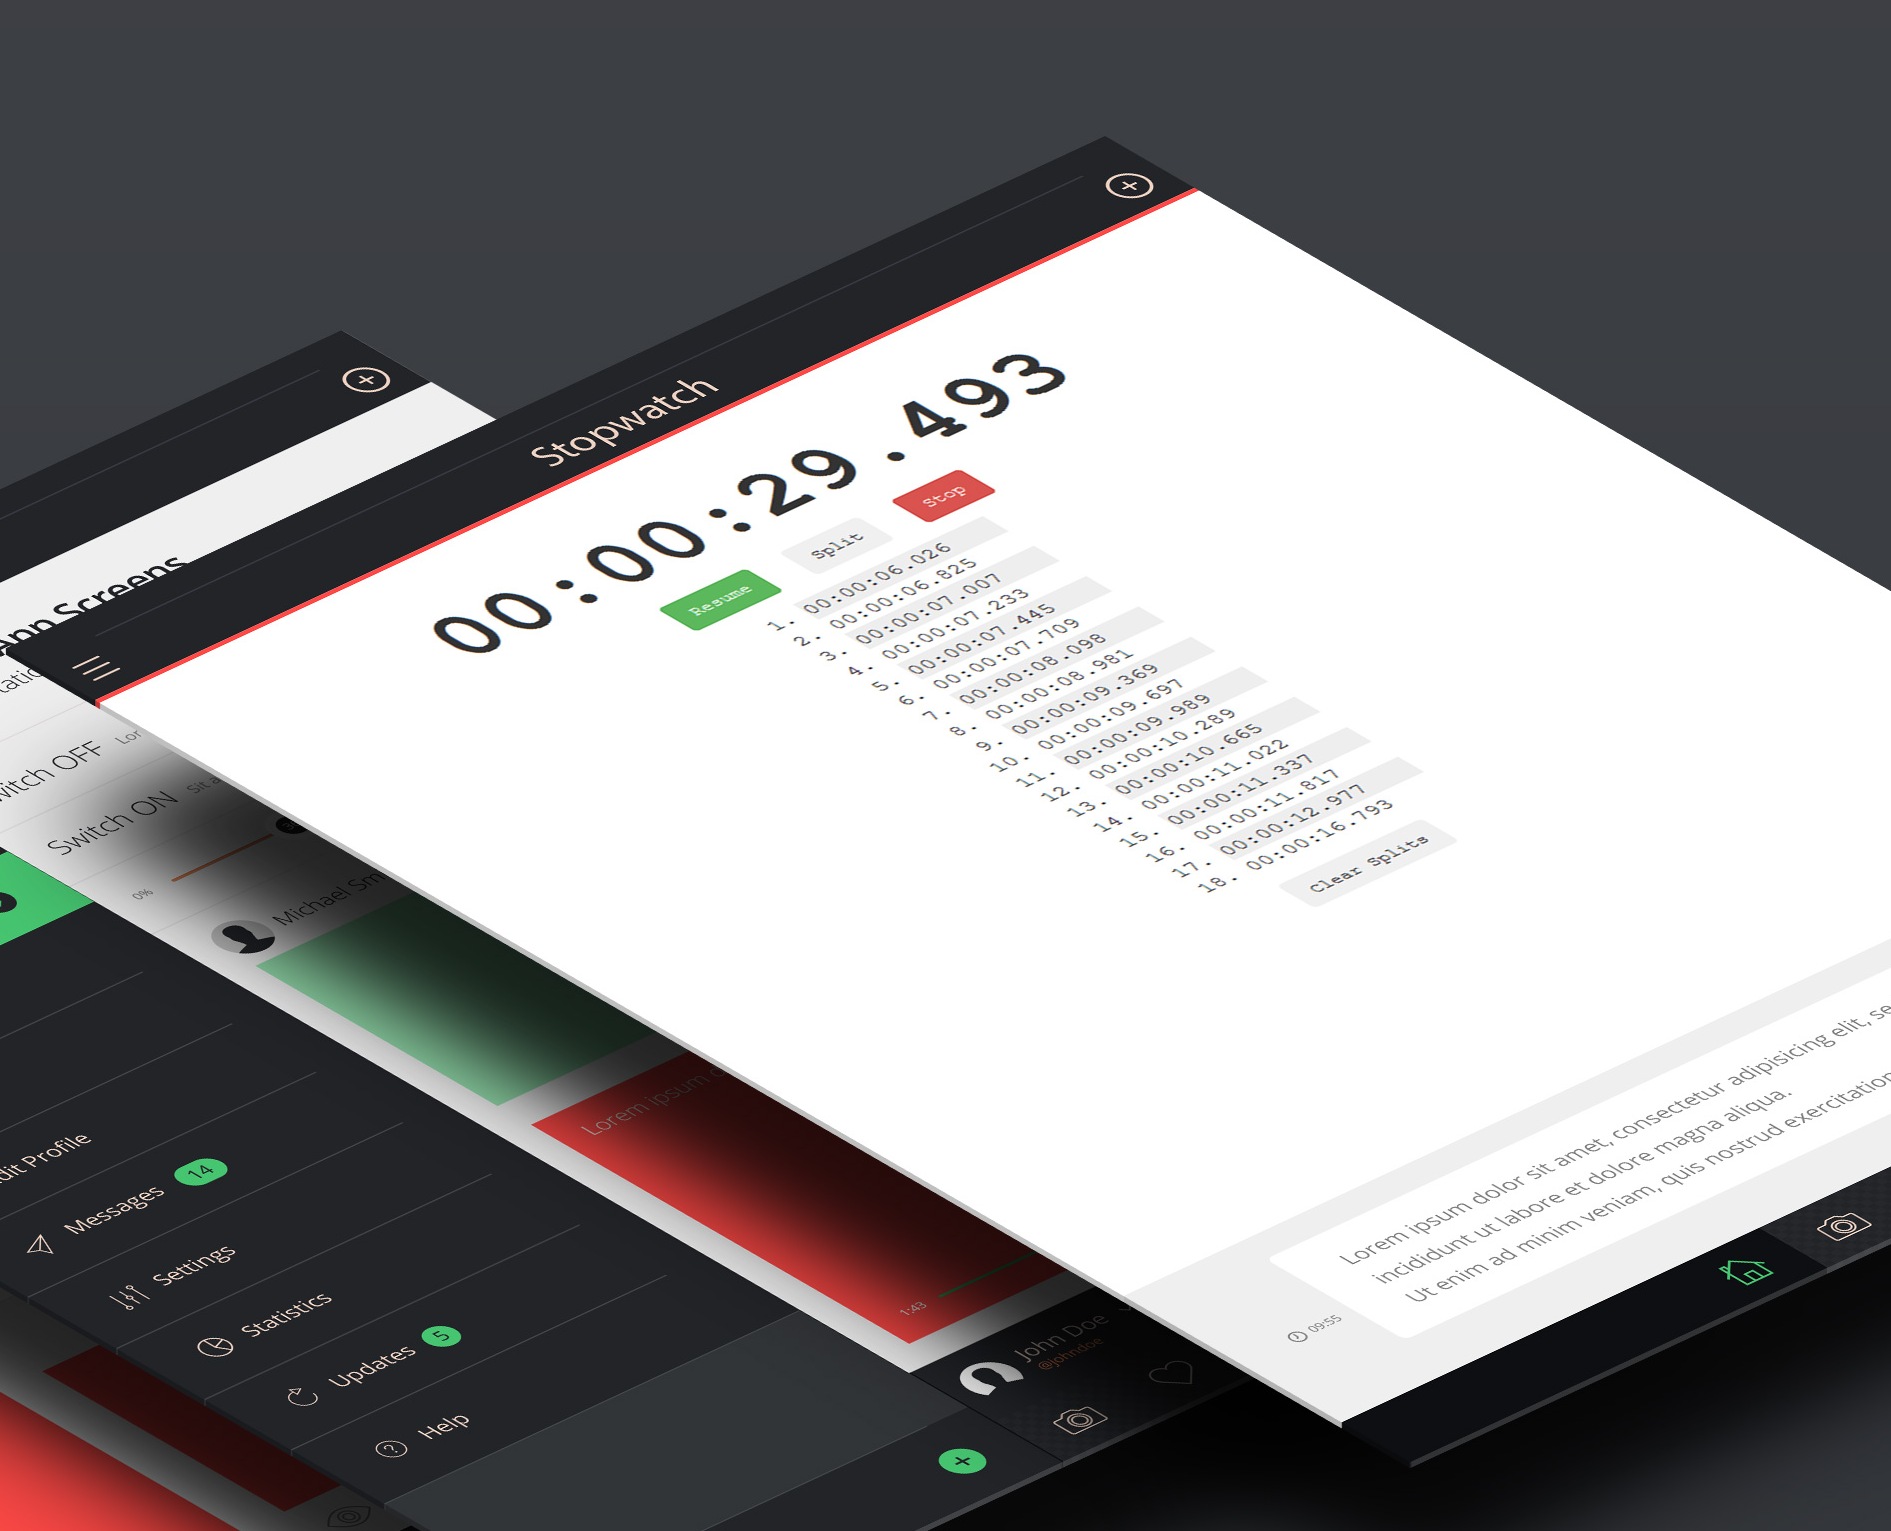 Stopwatch
00:00:29.493
Resume
Split
Stop
1. 00:00:06.026
2. 00:00:06.825
3. 00:00:07.007
4. 00:00:07.233
5. 00:00:07.445
6. 00:00:07.709
7. 00:00:08.098
8. 00:00:08.981
9. 00:00:09.369
10. 00:00:09.697
11. 00:00:09.989
12. 00:00:10.289
13. 00:00:10.665
14. 00:00:11.022
15. 00:00:11.337
16. 00:00:11.817
17. 00:00:12.977
18. 00:00:16.793
Clear Splits
Lorem ipsum dolor sit amet, consectetur adipisicing elit, se
incididunt ut labore et dolore magna aliqua.
Ut enim ad minim veniam, quis nostrud exercitation
09:55
App Screens
witch OFF Lor
Switch ON Sit a
0%
Michael Sm
Lorem ipsum
1:43
John Doe
@johndoe
dit Profile
Messages 14
Settings
Statistics
Updates 5
Help